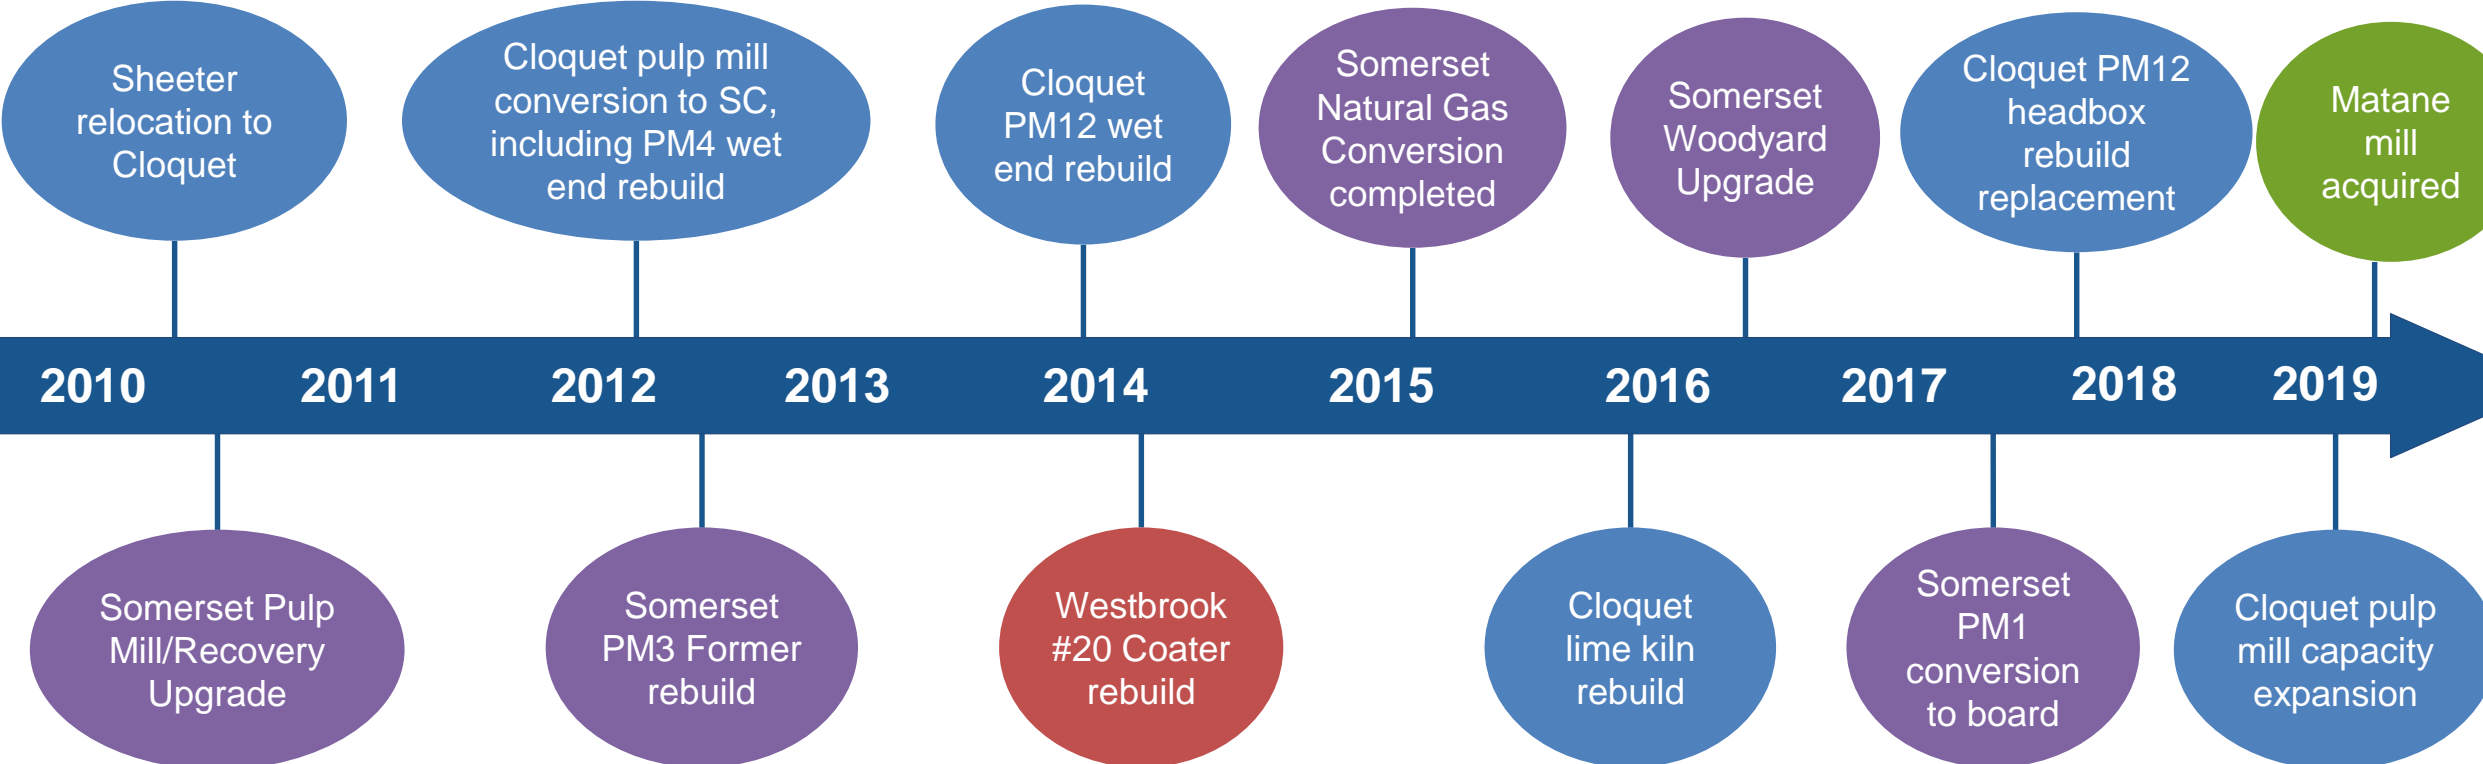 Sheeter
relocation to
Cloquet
Cloquet pulp mill
conversion to SC,
including PM4 wet
end rebuild
Cloquet
PM12 wet
end rebuild
Somerset
Natural Gas
Conversion
completed
Somerset
Woodyard
Upgrade
Cloquet PM12
headbox
rebuild
replacement
Matane
mill
acquired
2010 2011 2012 2013 2014 2015 2016 2017 2018 2019
Somerset Pulp
Mill/Recovery
Upgrade
Somerset
PM3 Former
rebuild
Westbrook
#20 Coater
rebuild
Cloquet
lime kiln
rebuild
Somerset
PM1
conversion
to board
Cloquet pulp
mill capacity
expansion